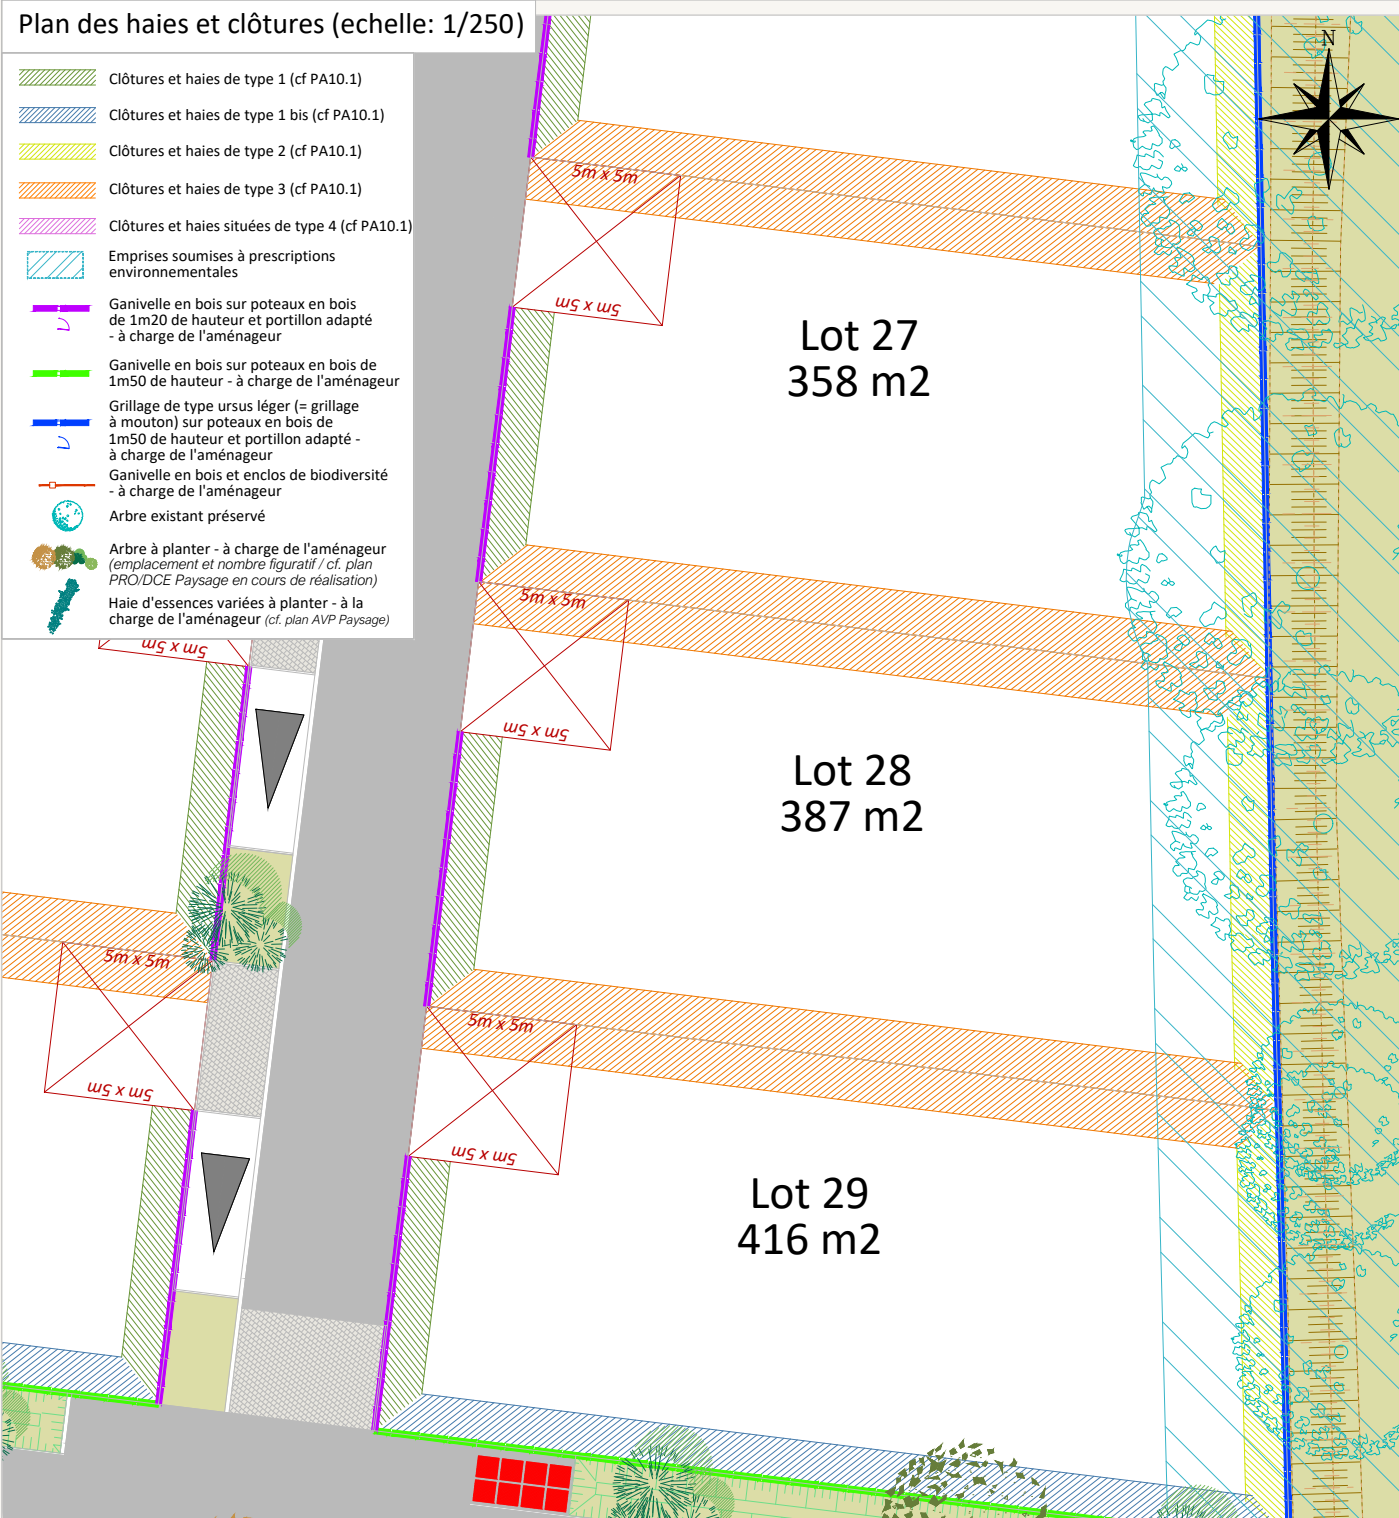 Plan des haies et clôtures (echelle: 1/250)
Clôtures et haies de type 1 (cf PA10.1)
Clôtures et haies de type 1 bis (cf PA10.1)
Clôtures et haies de type 2 (cf PA10.1)
Clôtures et haies de type 3 (cf PA10.1)
Clôtures et haies situées de type 4 (cf PA10.1)
Emprises soumises à prescriptions
environnementales
Ganivelle en bois sur poteaux en bois
de 1m20 de hauteur et portillon adapté
- à charge de l'aménageur
Ganivelle en bois sur poteaux en bois de
1m50 de hauteur - à charge de l'aménageur
Grillage de type ursus léger (= grillage
à mouton) sur poteaux en bois de
1m50 de hauteur et portillon adapté -
à charge de l'aménageur
Ganivelle en bois et enclos de biodiversité
- à charge de l'aménageur
Arbre existant préservé
Arbre à planter - à charge de l'aménageur
(emplacement et nombre figuratif / cf. plan
PRO/DCE Paysage en cours de réalisation)
Haie d'essences variées à planter - à la
charge de l'aménageur (cf. plan AVP Paysage)
N
5m x 5m
5m x 5m
Lot 27
358 m2
5m x 5m
5m x 5m
5m x 5m
Lot 28
387 m2
5m x 5m
5m x 5m
5m x 5m
5m x 5m
Lot 29
416 m2